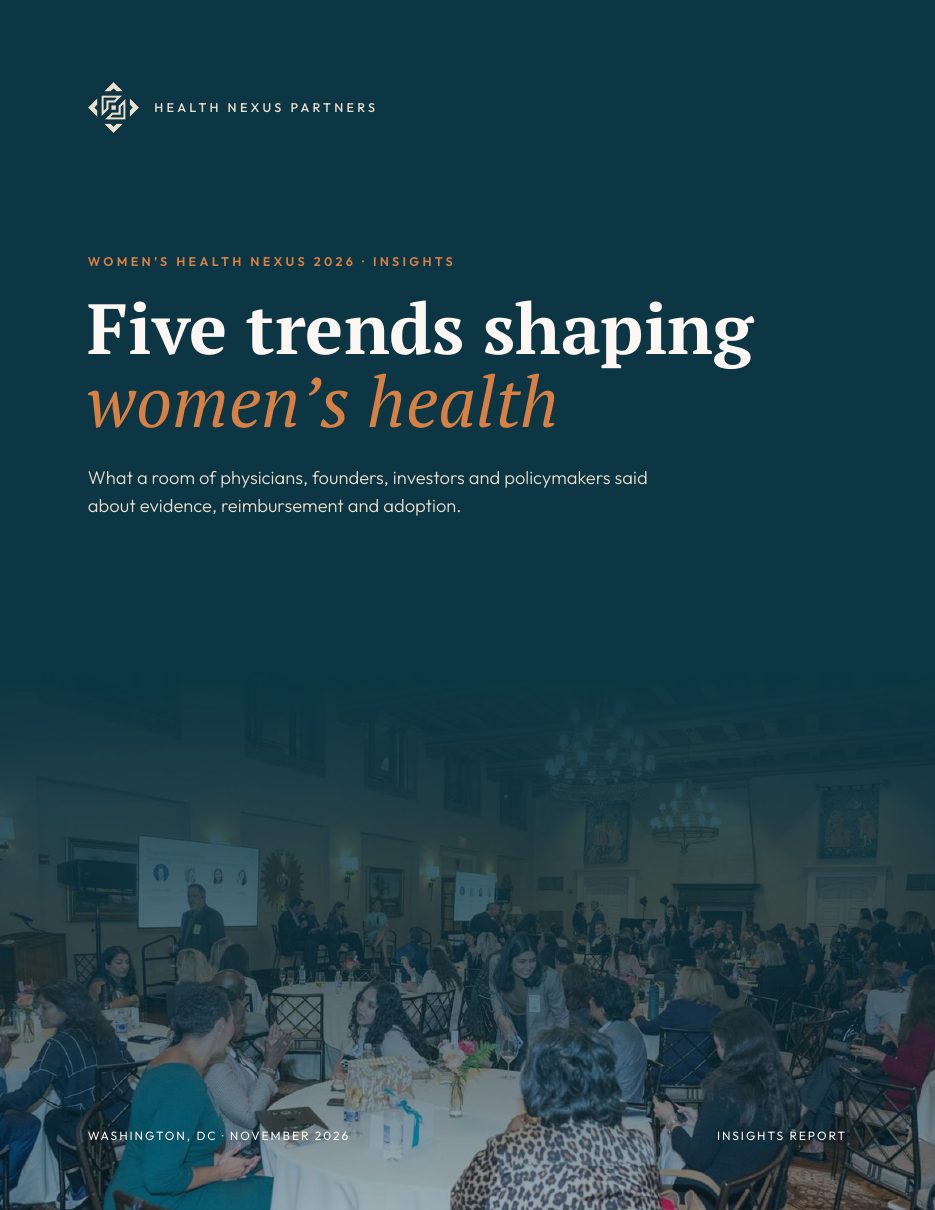 HEALTH NEXUS PARTNERS
WOMEN’S HEALTH NEXUS 2026 · INSIGHTS
Five trends shaping
women’s health
What a room of physicians, founders, investors and policymakers said
about evidence, reimbursement and adoption.
WASHINGTON, DC · NOVEMBER 2026
INSIGHTS REPORT